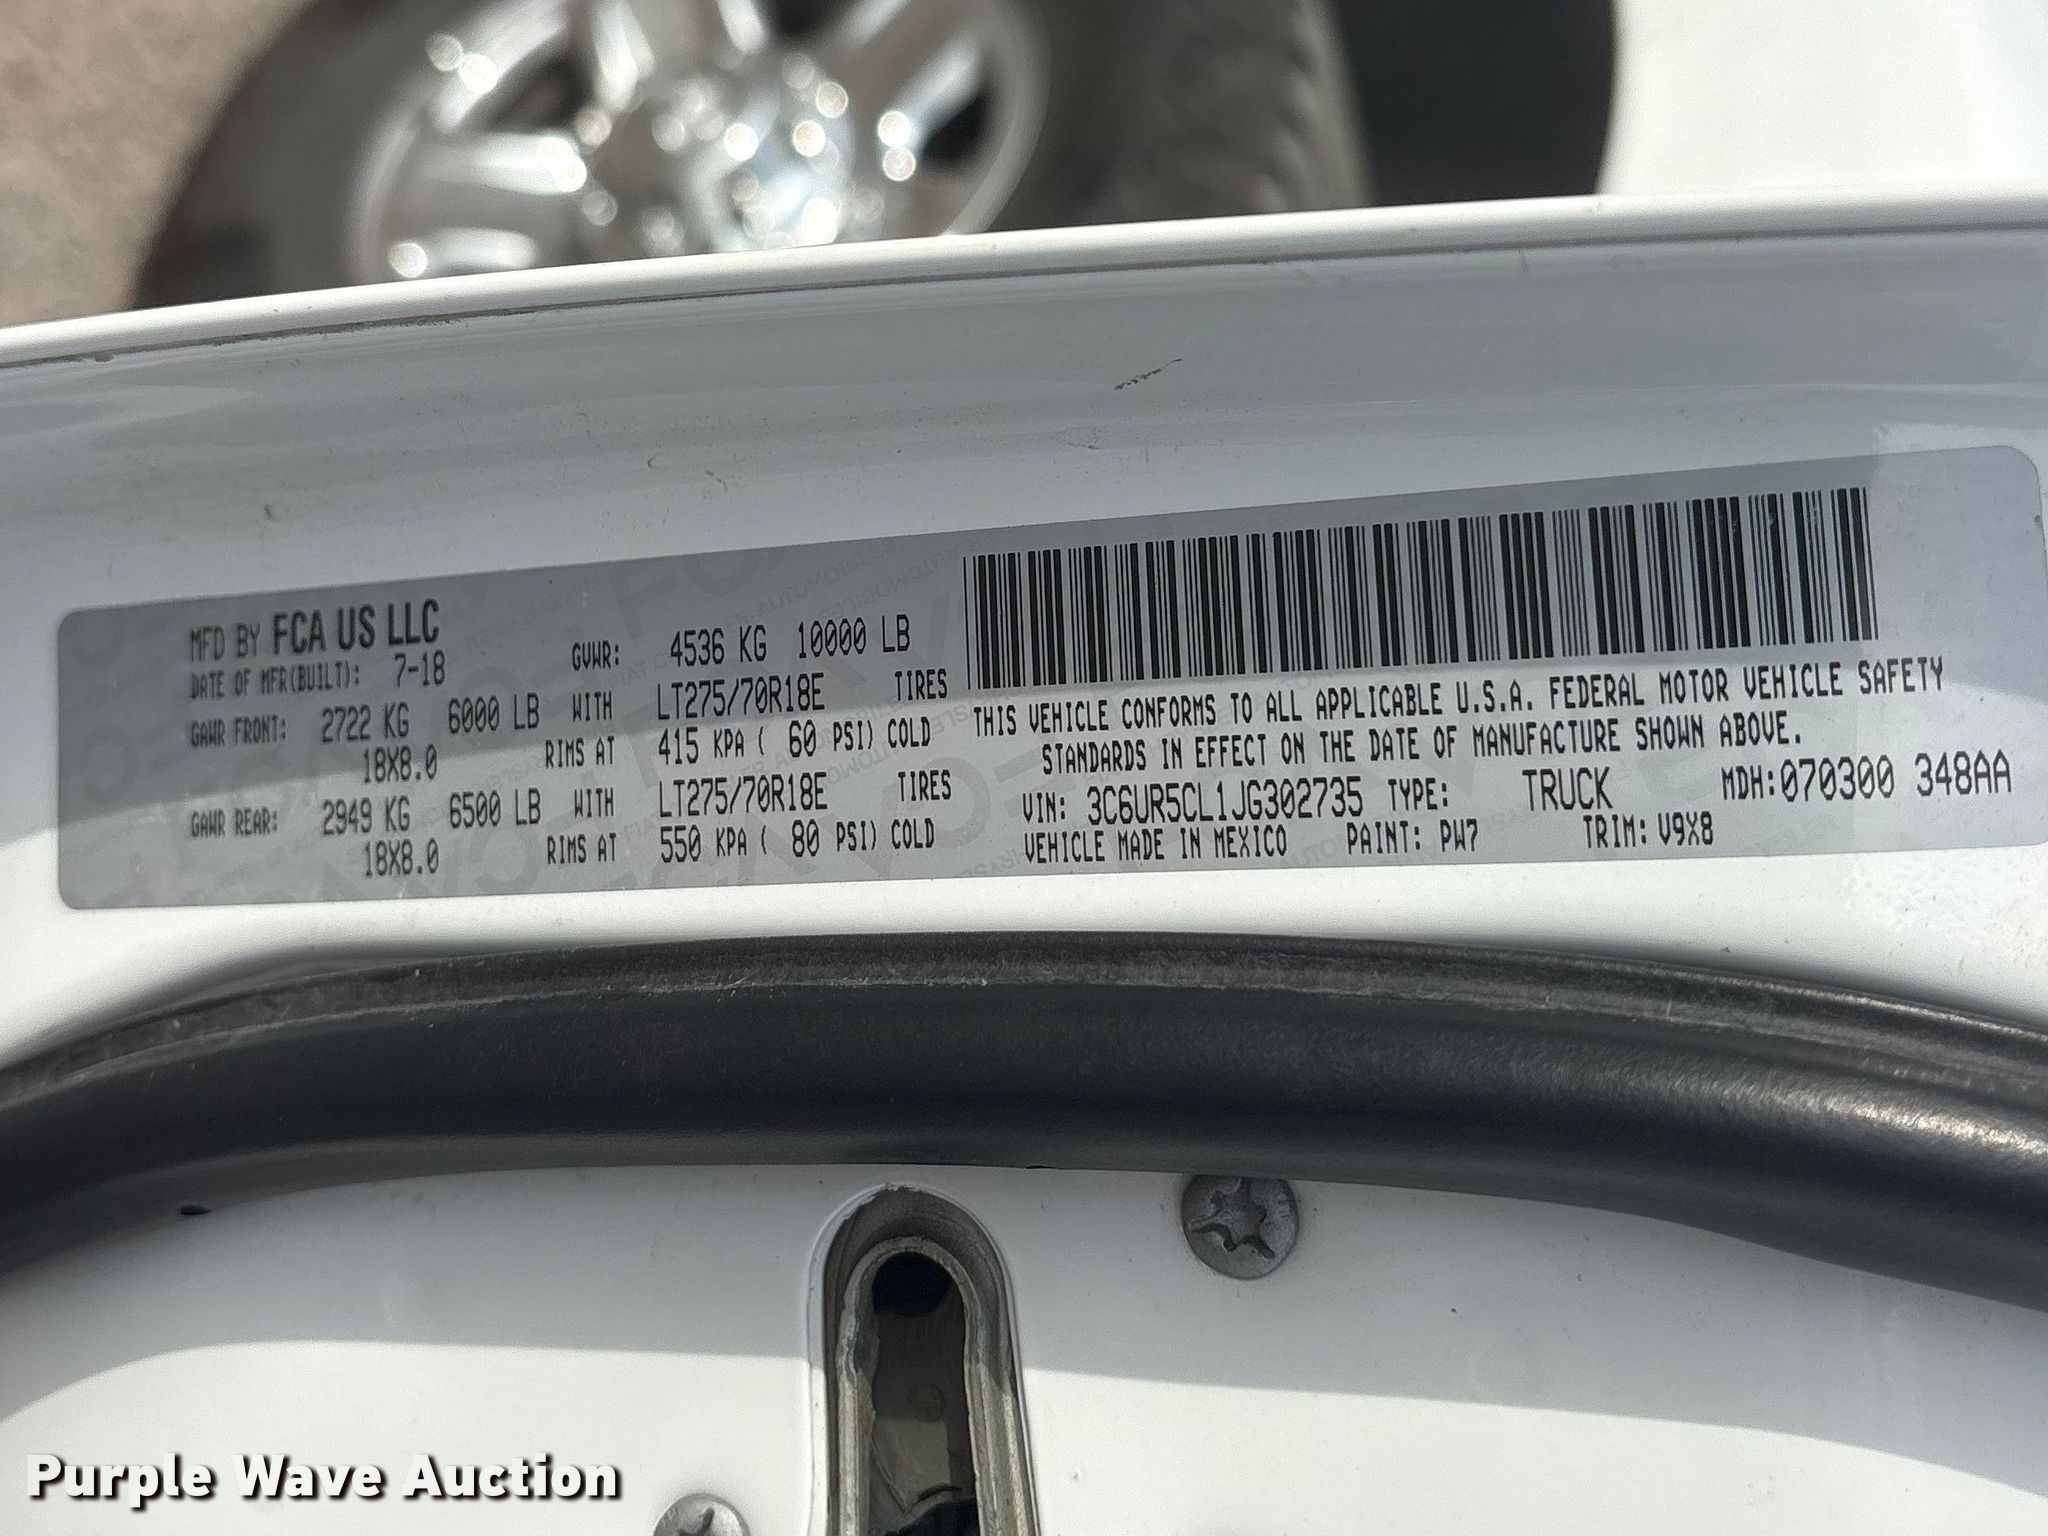 MFD BY FCA US LLC
DATE OF MFR(BUILT): 7-18 GVWR: 4536 KG 10000 LB
GAWR FRONT: 2722 KG 6000 LB WITH LT275/70R18E TIRES
18X8.0 RIMS AT 415 KPA ( 60 PSI) COLD
GAWR REAR: 2949 KG 6500 LB WITH LT275/70R18E TIRES
18X8.0 RIMS AT 550 KPA ( 80 PSI) COLD
THIS VEHICLE CONFORMS TO ALL APPLICABLE U.S.A. FEDERAL MOTOR VEHICLE SAFETY
STANDARDS IN EFFECT ON THE DATE OF MANUFACTURE SHOWN ABOVE.
VIN: 3C6UR5CL1JG302735 TYPE: TRUCK MDH:070300 348AA
VEHICLE MADE IN MEXICO PAINT: PW7 TRIM: V9X8
Purple Wave Auction